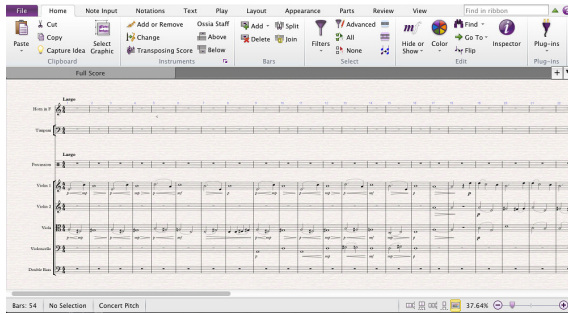 File Home Note Input Notations Text Play Layout Appearance Parts Review View Find in ribbon
Paste
Cut
Copy
Capture Idea
Select Graphic
Clipboard
Add or Remove
Change
Transposing Score
Ossia Staff
Above
Below
Instruments
Add Split
Delete Join
Bars
Filters
Advanced
All
None
Select
Hide or Show
Color
Find
Go To
Flip
Inspector
Edit
Plug-ins
Plug-ins
Full Score
Largo
Horn in F
Timpani
Largo
Percussion
Violin 1
Violin 2
Viola
Violoncello
Double Bass
Bars: 54 No Selection Concert Pitch 37.64%